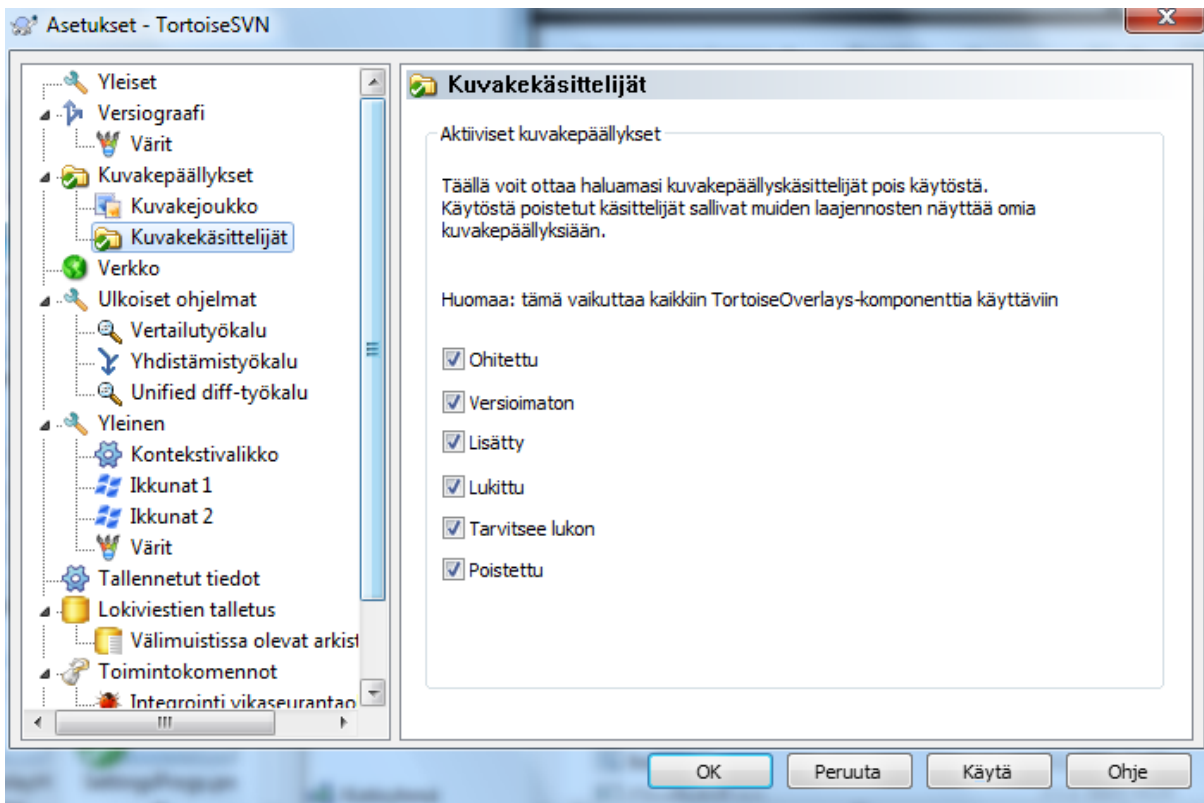 Asetukset - TortoiseSVN
Yleiset
Versiograafi
Värit
Kuvakepäällykset
Kuvakejoukko
Kuvakekäsittelijät
Verkko
Ulkoiset ohjelmat
Vertailutyökalu
Yhdistämistyökalu
Unified diff-työkalu
Yleinen
Kontekstivalikko
Ikkunat 1
Ikkunat 2
Värit
Tallennetut tiedot
Lokiviestien talletus
Välimuistissa olevat arkist
Toimintokomennot
Integrointi vikaseurantao
Kuvakekäsittelijät
Aktiiviset kuvakepäällykset
Täällä voit ottaa haluamasi kuvakepäällyskäsittelijät pois käytöstä.
Käytöstä poistetut käsittelijät sallivat muiden laajennosten näyttää omia
kuvakepäällyksiään.
Huomaa: tämä vaikuttaa kaikkiin TortoiseOverlays-komponenttia käyttäviin
Ohitettu
Versioimaton
Lisätty
Lukittu
Tarvitsee lukon
Poistettu
OK
Peruuta
Käytä
Ohje